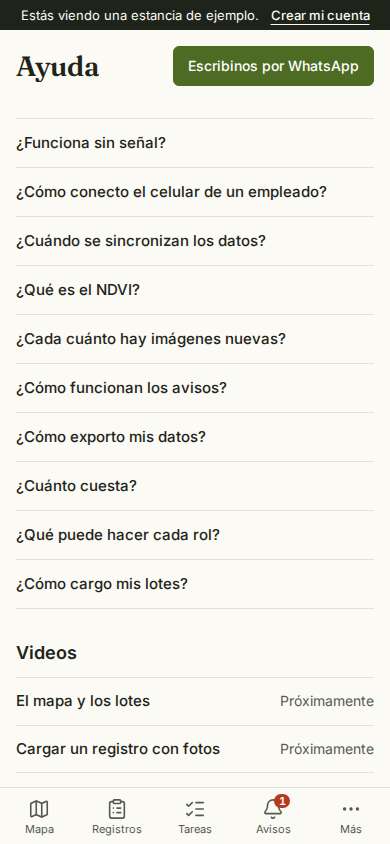 Estás viendo una estancia de ejemplo. Crear mi cuenta
Ayuda
Escribinos por WhatsApp
¿Funciona sin señal?
¿Cómo conecto el celular de un empleado?
¿Cuándo se sincronizan los datos?
¿Qué es el NDVI?
¿Cada cuánto hay imágenes nuevas?
¿Cómo funcionan los avisos?
¿Cómo exporto mis datos?
¿Cuánto cuesta?
¿Qué puede hacer cada rol?
¿Cómo cargo mis lotes?
Videos
El mapa y los lotes Próximamente
Cargar un registro con fotos Próximamente
1
Mapa Registros Tareas Avisos Más